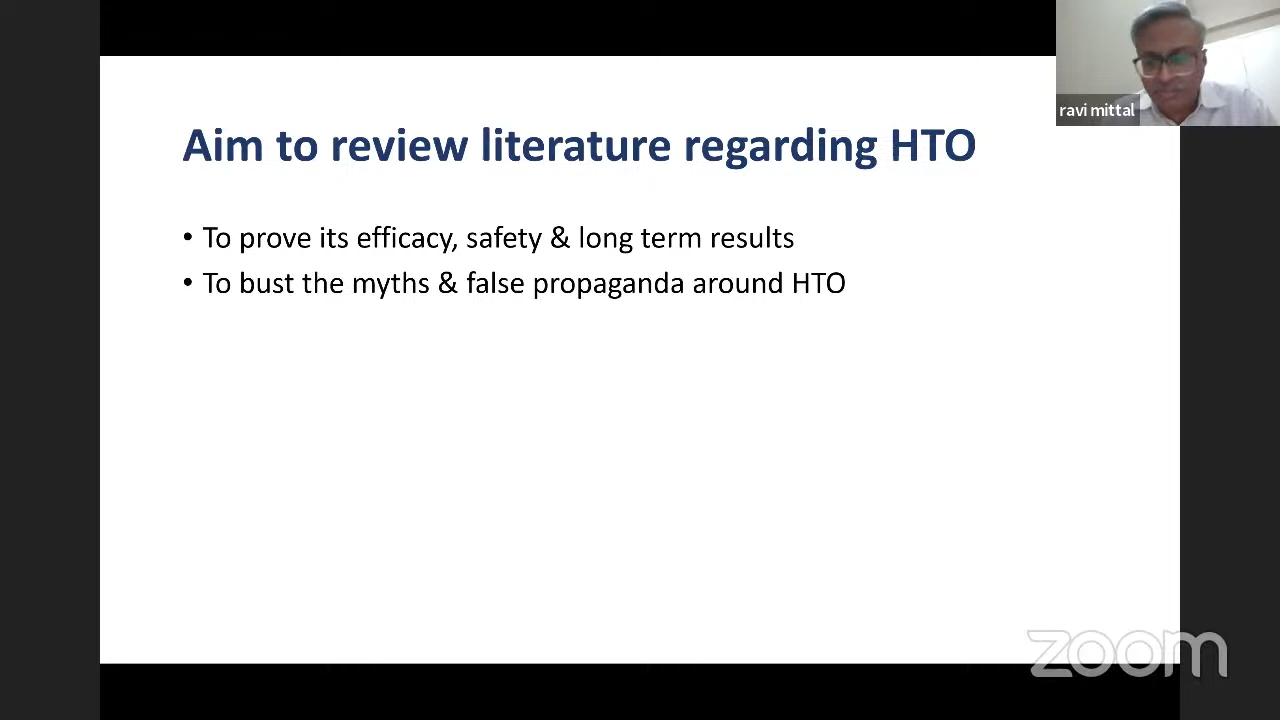 ravi mittal
Aim to review literature regarding HTO
• To prove its efficacy, safety & long term results
• To bust the myths & false propaganda around HTO
zoom